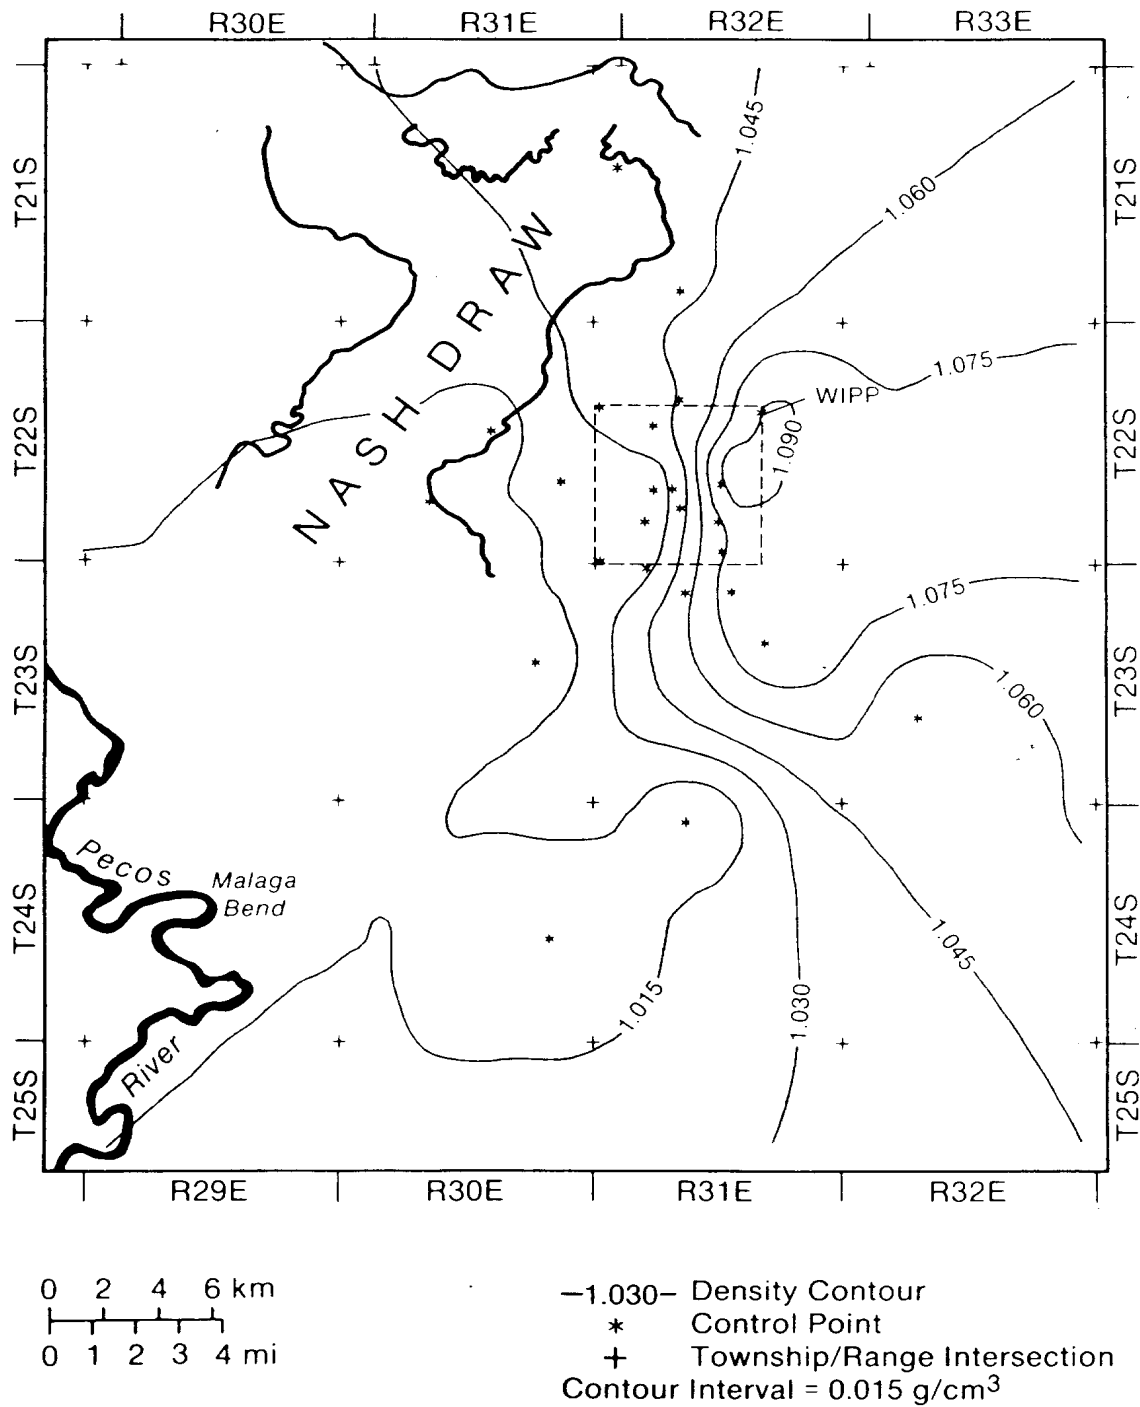 R30E R31E R32E R33E
T21S
T21S
1.045
1.060
NASH DRAW
1.075
WIPP
T22S
T22S
1.090
1.075
T23S
T23S
1.060
Pecos
Malaga
Bend
T24S
T24S
1.045
1.015
1.030
River
T25S
T25S
R29E R30E R31E R32E
0 2 4 6 km
0 1 2 3 4 mi
–1.030– Density Contour
* Control Point
+ Township/Range Intersection
Contour Interval = 0.015 g/cm³